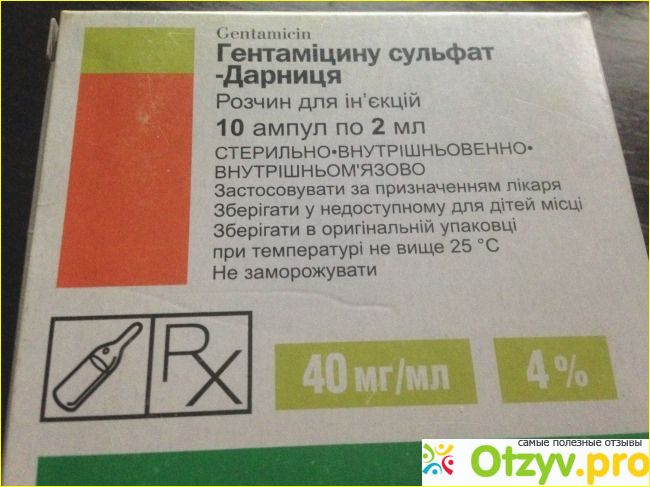 Gentamicin
Гентаміцину сульфат
-Дарниця
Розчин для ін'єкцій
10 ампул по 2 мл
СТЕРИЛЬНО•ВНУТРІШНЬОВЕННО•
ВНУТРІШНЬОМ'ЯЗОВО
Застосовувати за призначенням лікаря
Зберігати у недоступному для дітей місці
Зберігати в оригінальній упаковці
при температурі не вище 25 °С
Не заморожувати
RX
40 мг/мл
4%
самые полезные отзывы
Otzyv.pro